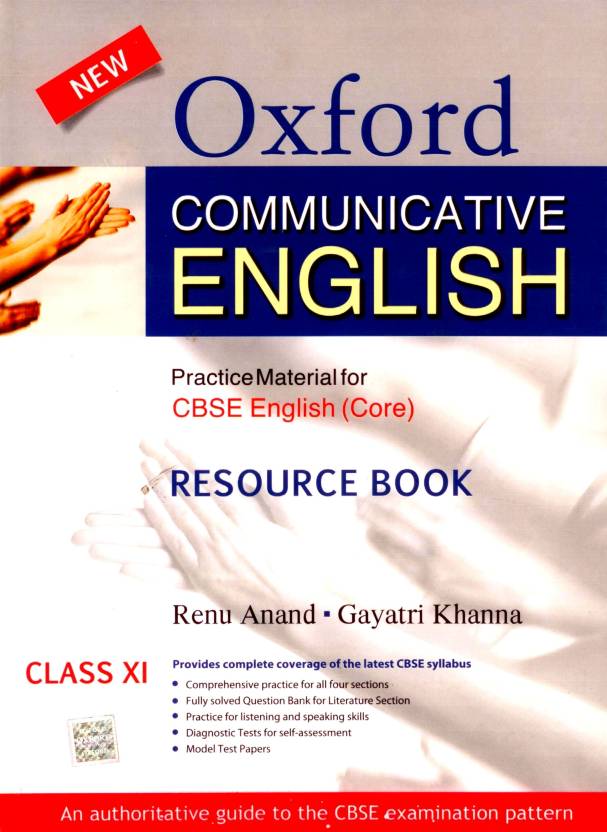 NEW
Oxford
COMMUNICATIVE
ENGLISH
Practice Material for
CBSE English (Core)
RESOURCE BOOK
Renu Anand ▪ Gayatri Khanna
CLASS XI
Provides complete coverage of the latest CBSE syllabus
• Comprehensive practice for all four sections
• Fully solved Question Bank for Literature Section
• Practice for listening and speaking skills
• Diagnostic Tests for self-assessment
• Model Test Papers
OXFORD
An authoritative guide to the CBSE examination pattern